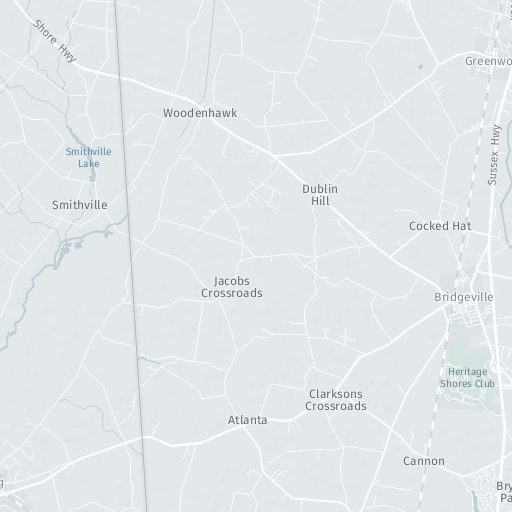 Shore Hwy
Greenwo
Woodenhawk
Sussex Hwy
Smithville
Lake
Smithville
Dublin
Hill
Cocked Hat
Jacobs
Crossroads
Bridgeville
Heritage
Shores Club
Clarksons
Crossroads
Atlanta
Cannon
Bry
Pa
g